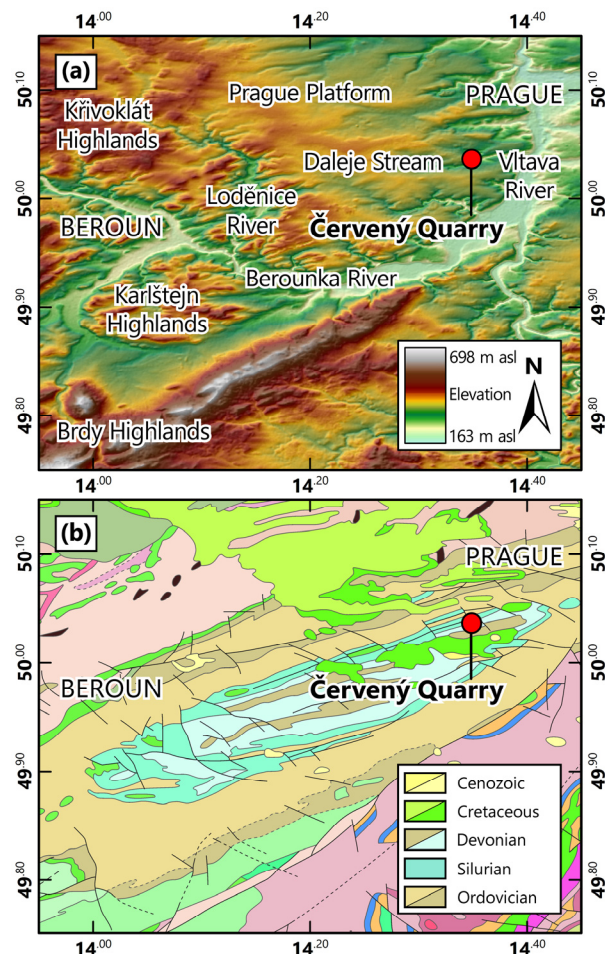 14.00 14.20 14.40
(a)
50.10 50.10
Křivoklát
Highlands
Prague Platform
PRAGUE
Daleje Stream
Vltava
River
50.00 50.00
Loděnice
River
BEROUN
Červený Quarry
Berounka River
49.90 49.90
Karlštejn
Highlands
698 m asl
Elevation
163 m asl
N
49.80 49.80
Brdy Highlands
14.00 14.20 14.40
(b)
50.10 50.10
PRAGUE
50.00 50.00
BEROUN
Červený Quarry
49.90 49.90
Cenozoic
Cretaceous
Devonian
Silurian
Ordovician
49.80 49.80
14.00 14.20 14.40